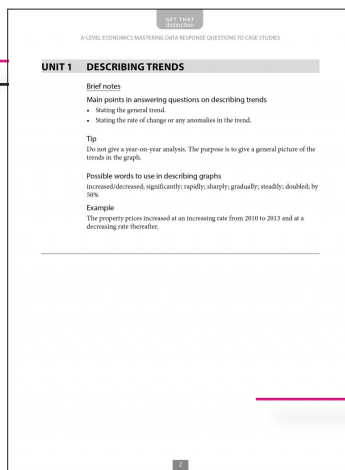 GET THAT
distinction
A-LEVEL ECONOMICS MASTERING DATA RESPONSE QUESTIONS TO CASE STUDIES
UNIT 1 DESCRIBING TRENDS
Brief notes
Main points in answering questions on describing trends
• Stating the general trend.
• Stating the rate of change or any anomalies in the trend.
Tip
Do not give a year-on-year analysis. The purpose is to give a general picture of the
trends in the graph.
Possible words to use in describing graphs
increased/decreased; significantly; rapidly; sharply; gradually; steadily; doubled; by
50%
Example
The property prices increased at an increasing rate from 2010 to 2013 and at a
decreasing rate thereafter.
2